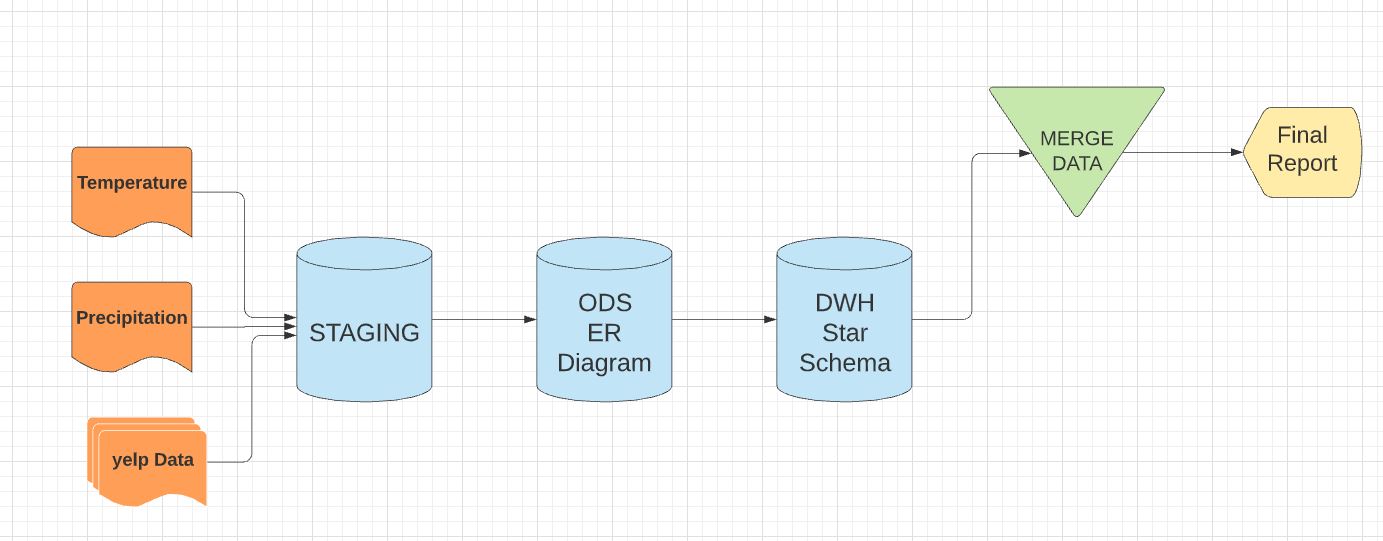 Temperature
Precipitation
yelp Data
STAGING
ODS
ER
Diagram
DWH
Star
Schema
MERGE
DATA
Final
Report